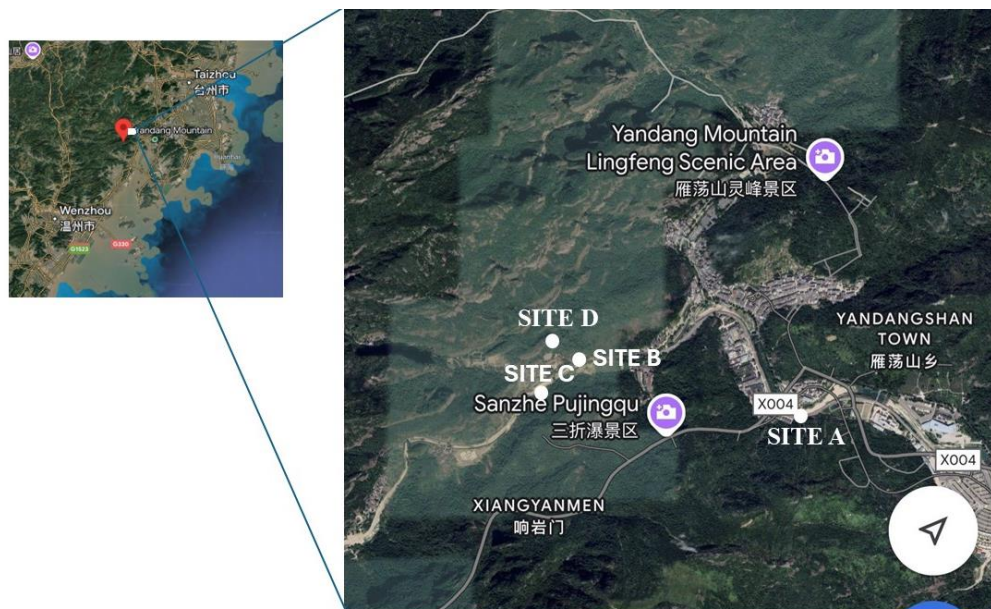 Taizhou
台州市
Yandang Mountain
Wenzhou
温州市
G1523
G330
Yandang Mountain
Lingfeng Scenic Area
雁荡山灵峰景区
YANDANGSHAN
TOWN
雁荡山乡
SITE D
SITE B
SITE C
Sanzhe Pujingqu
三折瀑景区
X004
SITE A
X004
XIANGYANMEN
响岩门